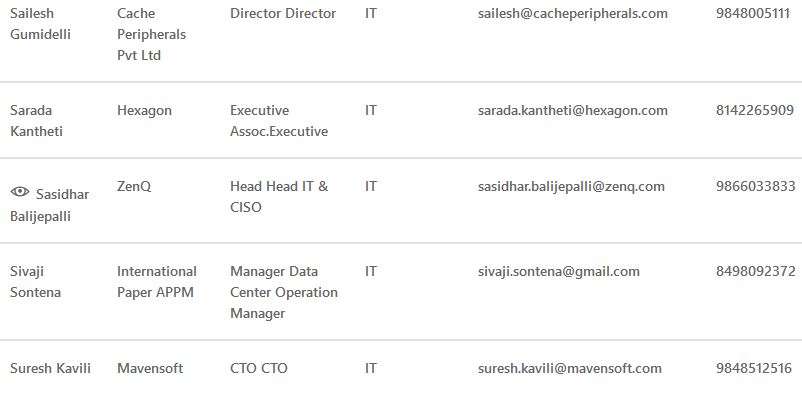 Sailesh Gumidelli Cache Peripherals Pvt Ltd Director Director IT sailesh@cacheperipherals.com 9848005111
Sarada Kantheti Hexagon Executive Assoc.Executive IT sarada.kantheti@hexagon.com 8142265909
Sasidhar Balijepalli ZenQ Head Head IT & CISO IT sasidhar.balijepalli@zenq.com 9866033833
Sivaji Sontena International Paper APPM Manager Data Center Operation Manager IT sivaji.sontena@gmail.com 8498092372
Suresh Kavili Mavensoft CTO CTO IT suresh.kavili@mavensoft.com 9848512516